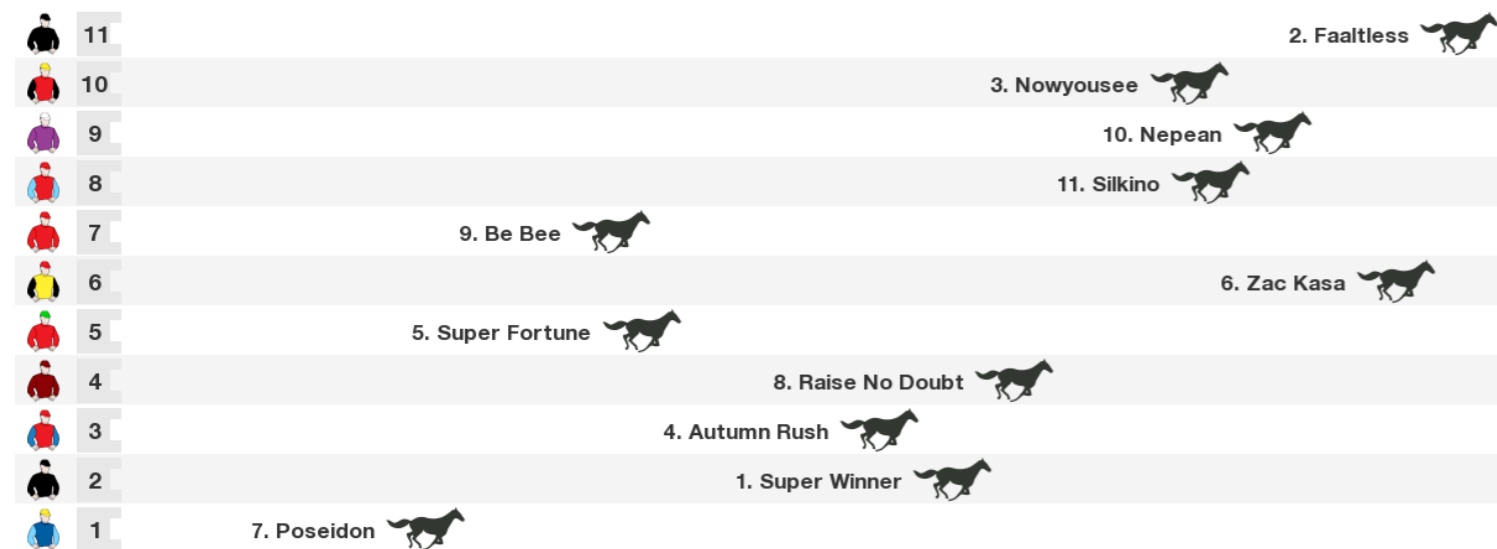 11 2. Faaltless
10 3. Nowyousee
9 10. Nepean
8 11. Silkino
7 9. Be Bee
6 6. Zac Kasa
5 5. Super Fortune
4 8. Raise No Doubt
3 4. Autumn Rush
2 1. Super Winner
1 7. Poseidon